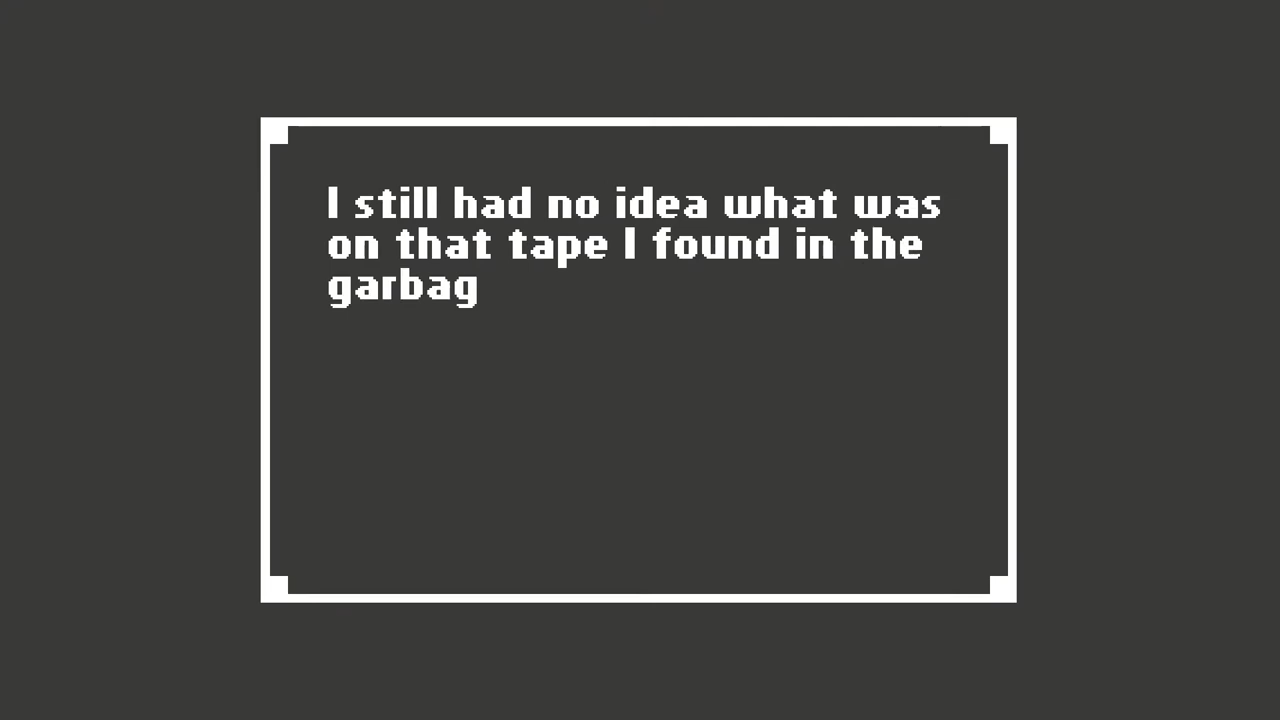 I still had no idea what was
on that tape I found in the
garbag